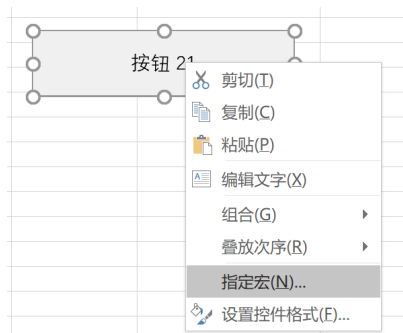 按钮 21
剪切(T)
复制(C)
粘贴(P)
编辑文字(X)
组合(G)
叠放次序(R)
指定宏(N)...
设置控件格式(F)...